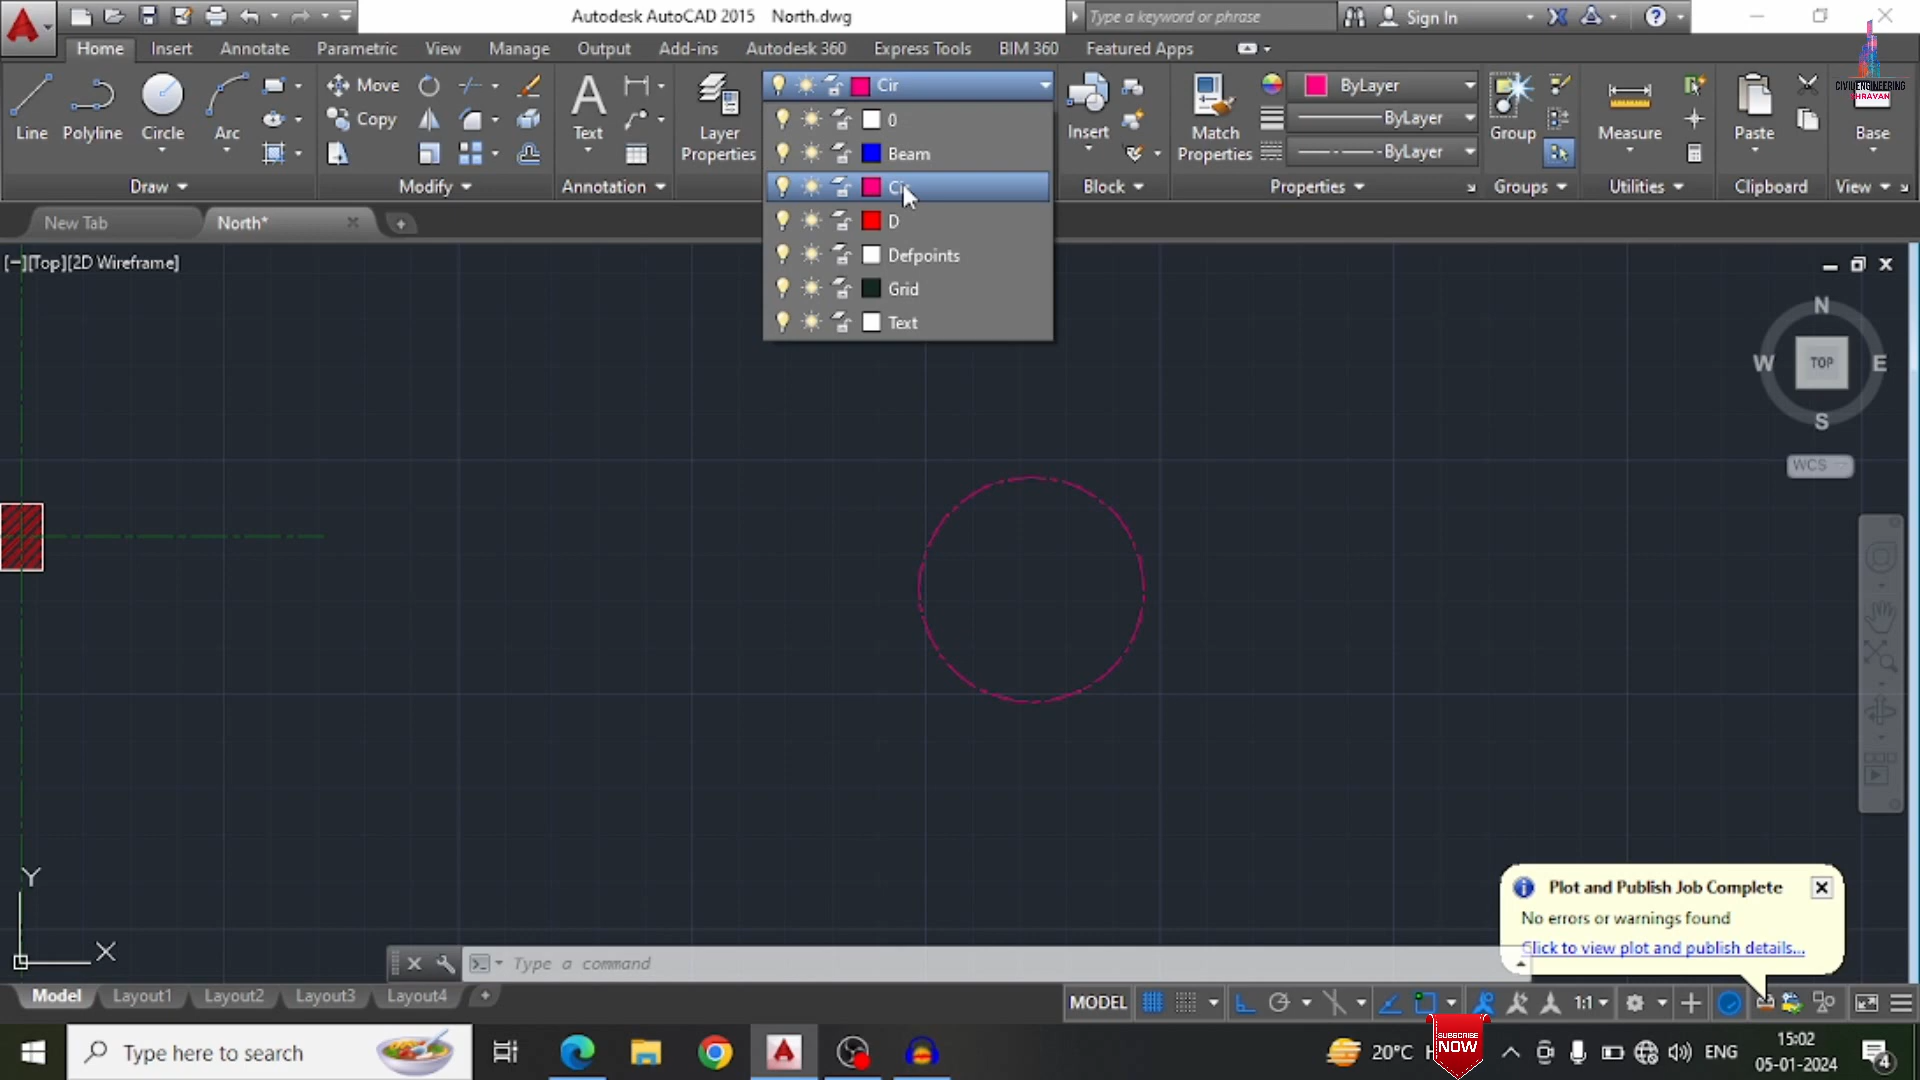 Autodesk AutoCAD 2015 North.dwg
Type a keyword or phrase
Sign In
Home Insert Annotate Parametric View Manage Output Add-ins Autodesk 360 Express Tools BIM 360 Featured Apps
CIVILENGINEERING
Line Polyline Circle Arc
Move
Copy
Text
Layer
Properties
Cir
Insert
Match
Properties
ByLayer
ByLayer
ByLayer
Group
Measure
Paste
Base
Draw Modify Annotation Block Properties Groups Utilities Clipboard View
0
Beam
D
Defpoints
Grid
Text
New Tab
North*
[−][Top][2D Wireframe]
N
W TOP E
S
WCS
Y
X
Plot and Publish Job Complete
No errors or warnings found
Click to view plot and publish details...
Type a command
Model Layout1 Layout2 Layout3 Layout4
MODEL
1:1
Type here to search
20°C
SUBSCRIBE
NOW
ENG
15:02
05-01-2024
4